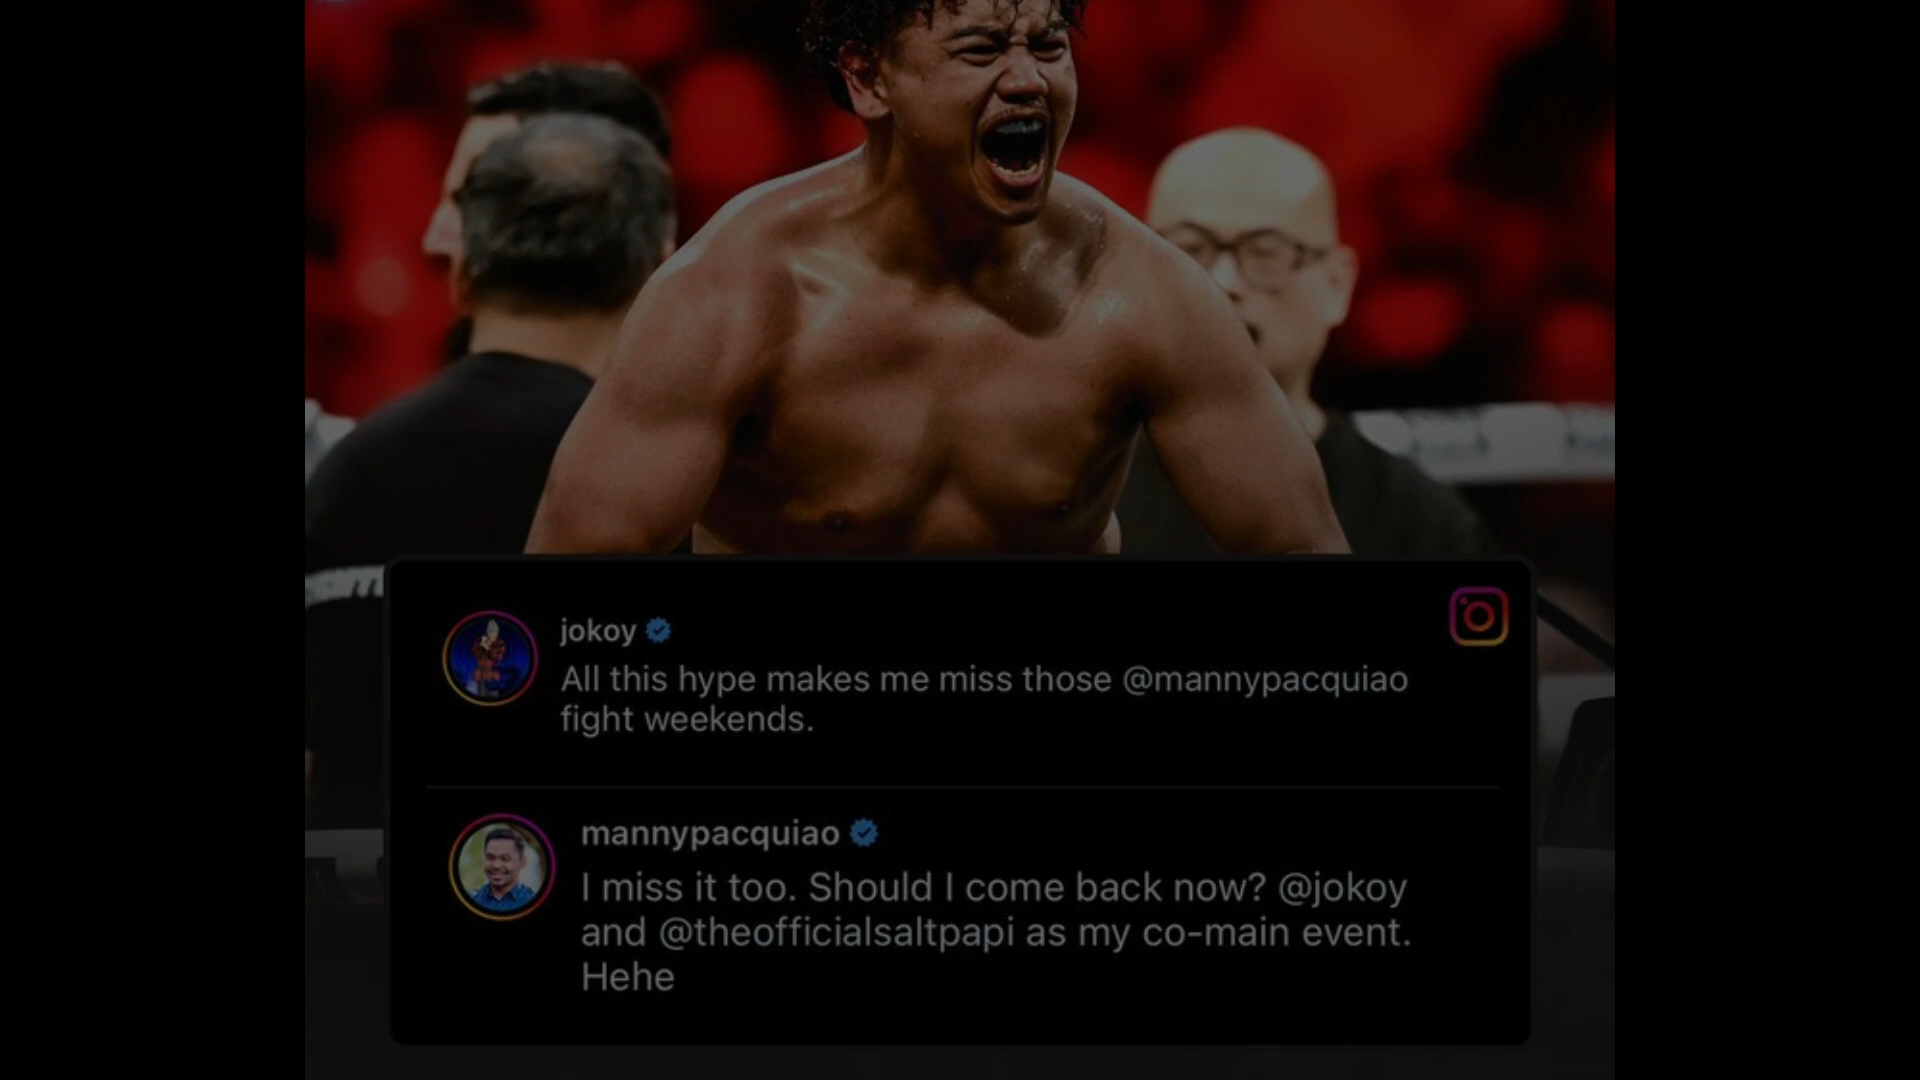 jokoy
All this hype makes me miss those @mannypacquiao
fight weekends.
mannypacquiao
I miss it too. Should I come back now? @jokoy
and @theofficialsaltpapi as my co-main event.
Hehe